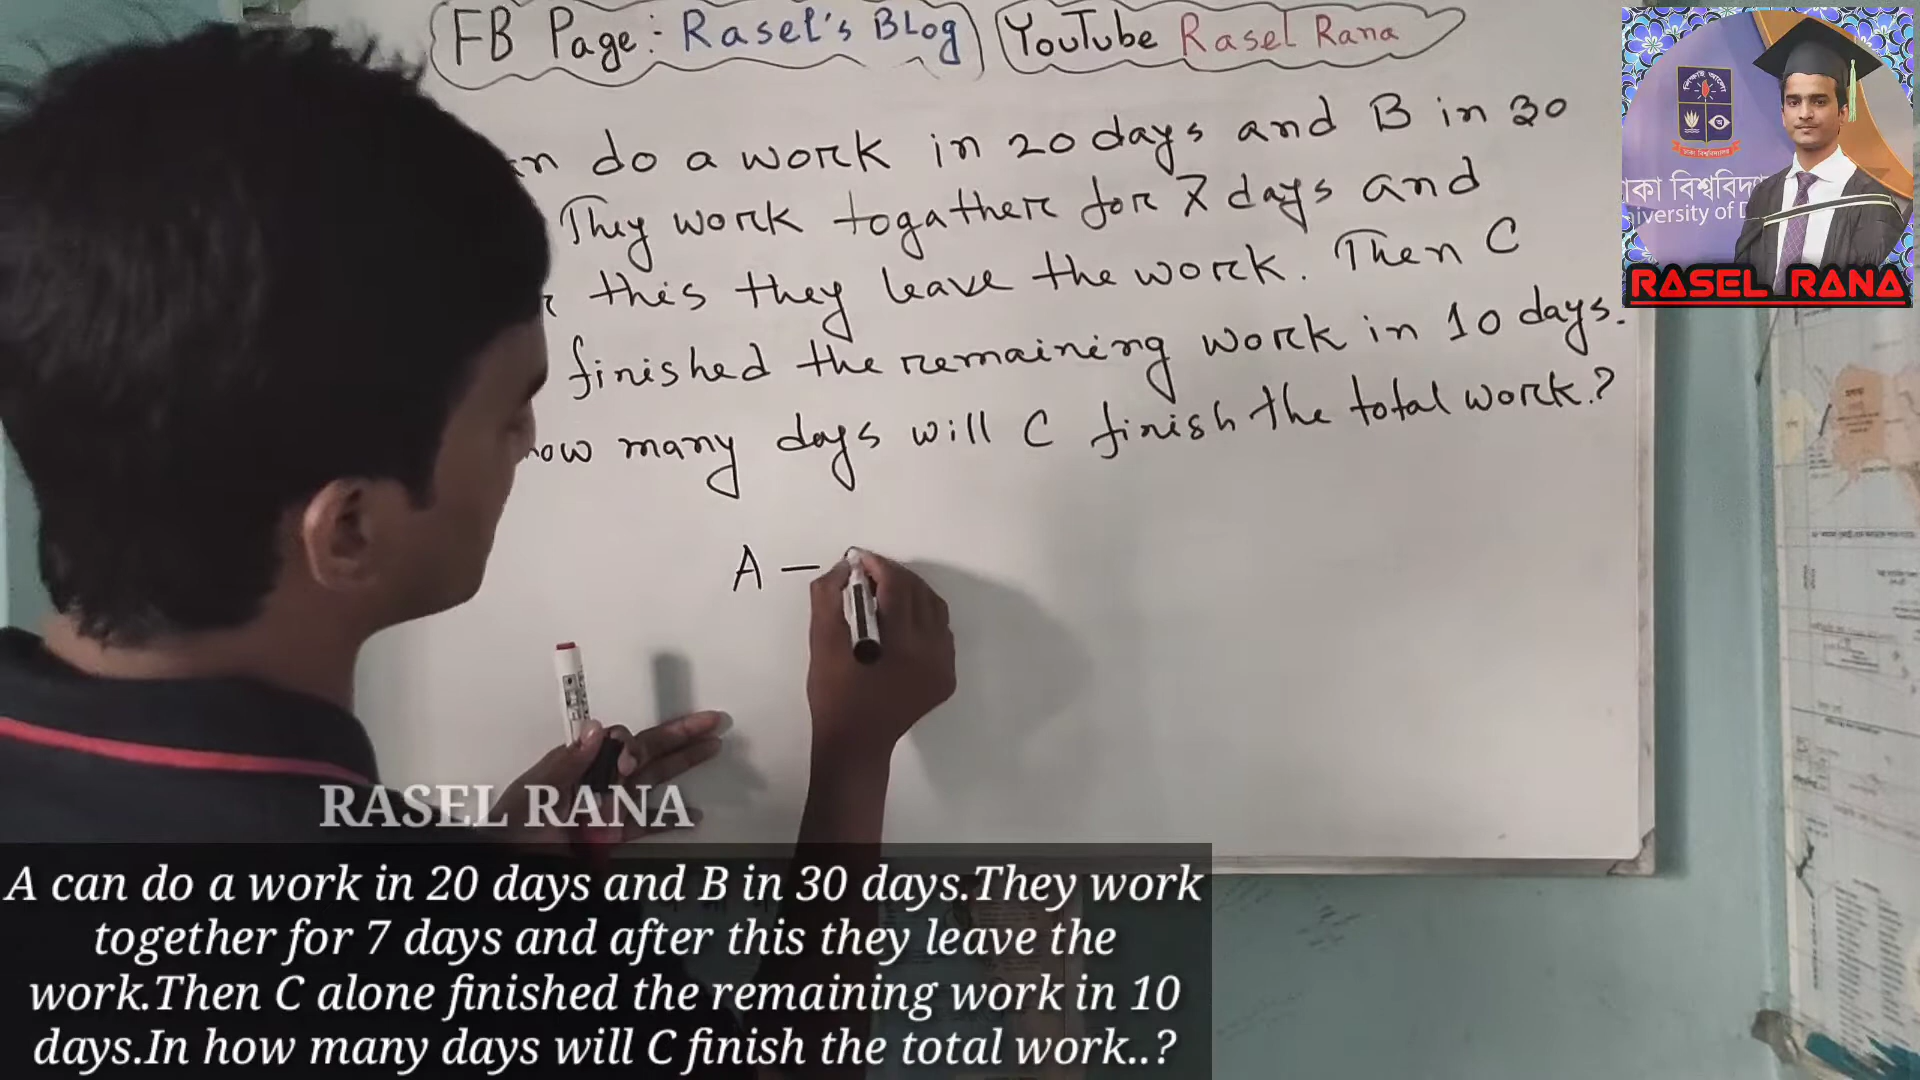 FB Page:- Rasel's BLog
YouTube Rasel Rana
do a work in 20 days and B in 30
They work togather for 7 days and
this they leave the work. Then C
finished the remaining work in 10 days.
many days will C finish the total work.?
A —
RASEL RANA
RASEL RANA
A can do a work in 20 days and B in 30 days.They work
together for 7 days and after this they leave the
work.Then C alone finished the remaining work in 10
days.In how many days will C finish the total work..?